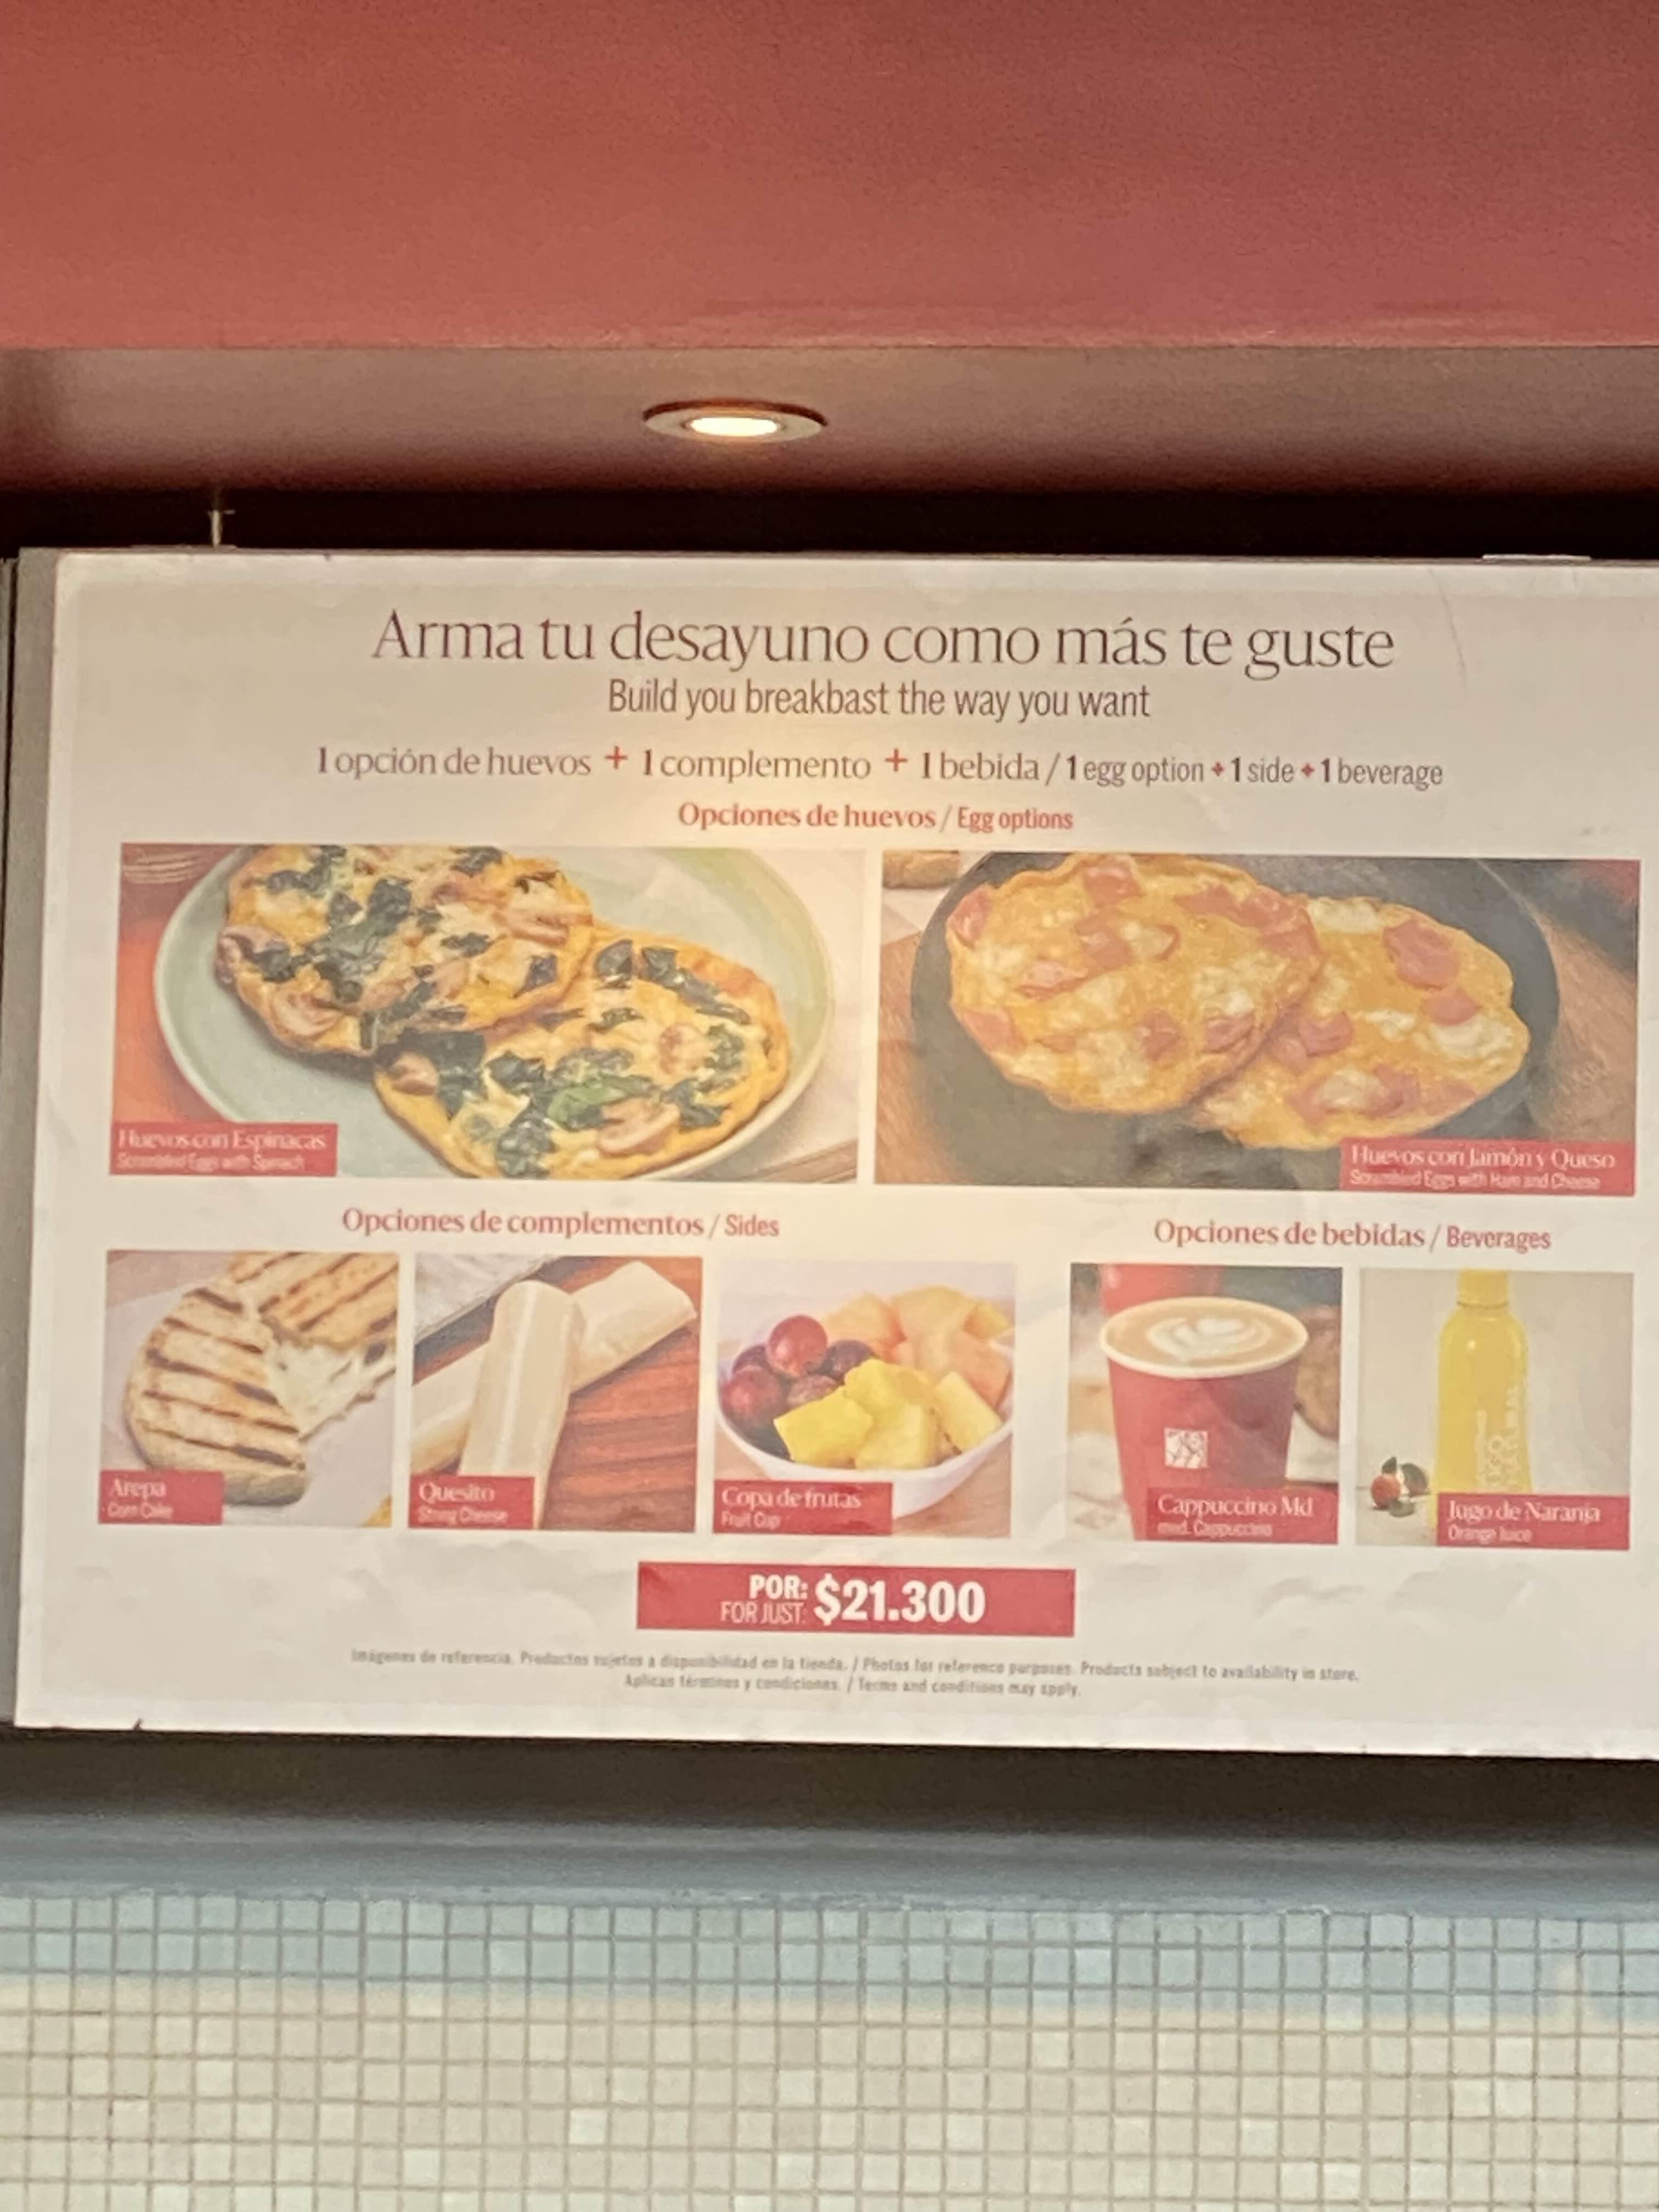 Arma tu desayuno como más te guste
Build you breakbast the way you want
1 opción de huevos + 1 complemento + 1 bebida / 1 egg option + 1 side + 1 beverage
Opciones de huevos / Egg options
Huevos con Espinacas
Scrambled Eggs with Spinach
Huevos con Jamón y Queso
Scrambled Eggs with Ham and Cheese
Opciones de complementos / Sides
Opciones de bebidas / Beverages
Arepa
Corn Cake
Quesito
String Cheese
Copa de frutas
Fruit Cup
Cappuccino Md
med. Cappuccino
JUGO
NATURAL
Jugo de Naranja
Orange Juice
POR: $21.300
FOR JUST:
Imágenes de referencia. Productos sujetos a disponibilidad en la tienda. / Photos for reference purposes. Products subject to availability in store.
Aplican términos y condiciones. / Terms and conditions may apply.